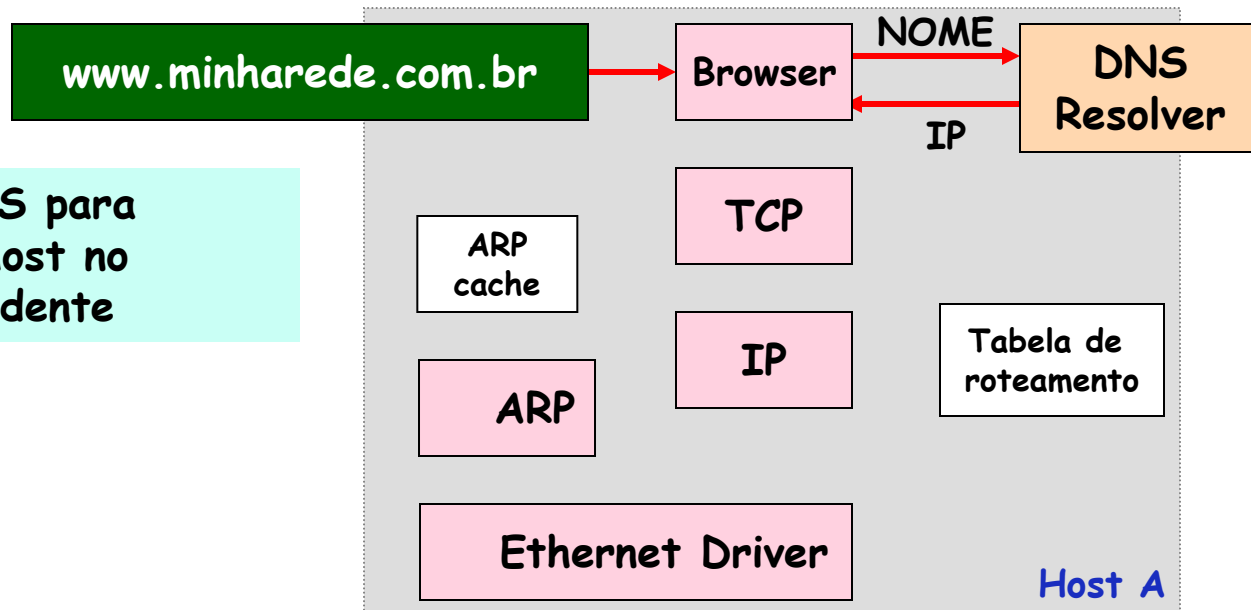 www.minharede.com.br
Browser
NOME
IP
DNS
Resolver
S para
ost no
dente
ARP
cache
TCP
IP
Tabela de
roteamento
ARP
Ethernet Driver
Host A